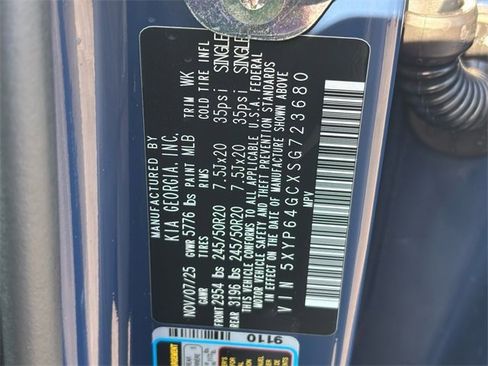 MANUFACTURED BY
KIA GEORGIA, INC.
NOV/07/25 GVWR 5776 lbs PAINT MLB TRIM WK
GAWR TIRES RIMS COLD TIRE INFL
FRONT 2954 lbs 245/50R20 7.5Jx20 35psi SINGLE
REAR 3196 lbs 245/50R20 7.5Jx20 35psi SINGLE
THIS VEHICLE CONFORMS TO ALL APPLICABLE U.S.A. FEDERAL
MOTOR VEHICLE SAFETY AND THEFT PREVENTION STANDARDS
IN EFFECT ON THE DATE OF MANUFACTURE SHOWN ABOVE
VIN 5XYP64GCXSG723680
MPV
9110